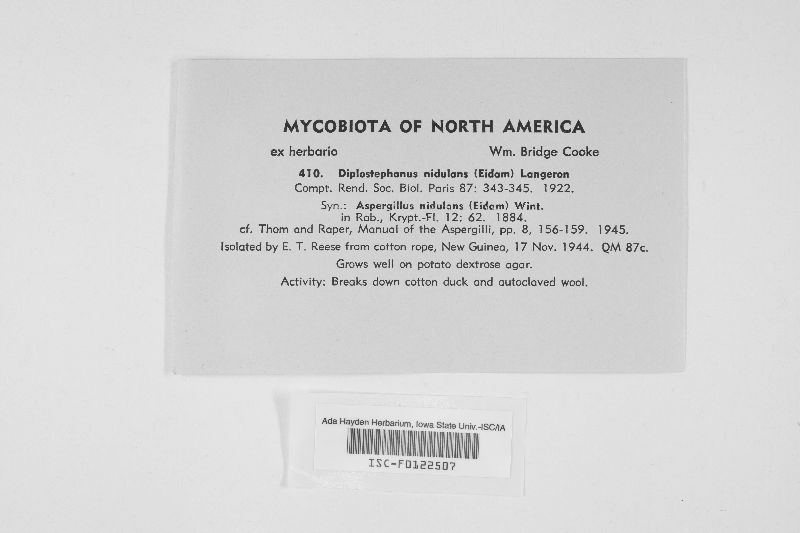 MYCOBIOTA OF NORTH AMERICA
ex herbario Wm. Bridge Cooke
410. Diplostephanus nidulans (Eidam) Langeron
Compt. Rend. Soc. Biol. Paris 87: 343-345. 1922.
Syn.: Aspergillus nidulans (Eidam) Wint.
in Rab., Krypt.-Fl. 12: 62. 1884.
cf. Thom and Raper, Manual of the Aspergilli, pp. 8, 156-159. 1945.
Isolated by E. T. Reese from cotton rope, New Guinea, 17 Nov. 1944. QM 87c.
Grows well on potato dextrose agar.
Activity: Breaks down cotton duck and autoclaved wool.
Ada Hayden Herbarium, Iowa State Univ.-ISC/IA
ISC-F0122507